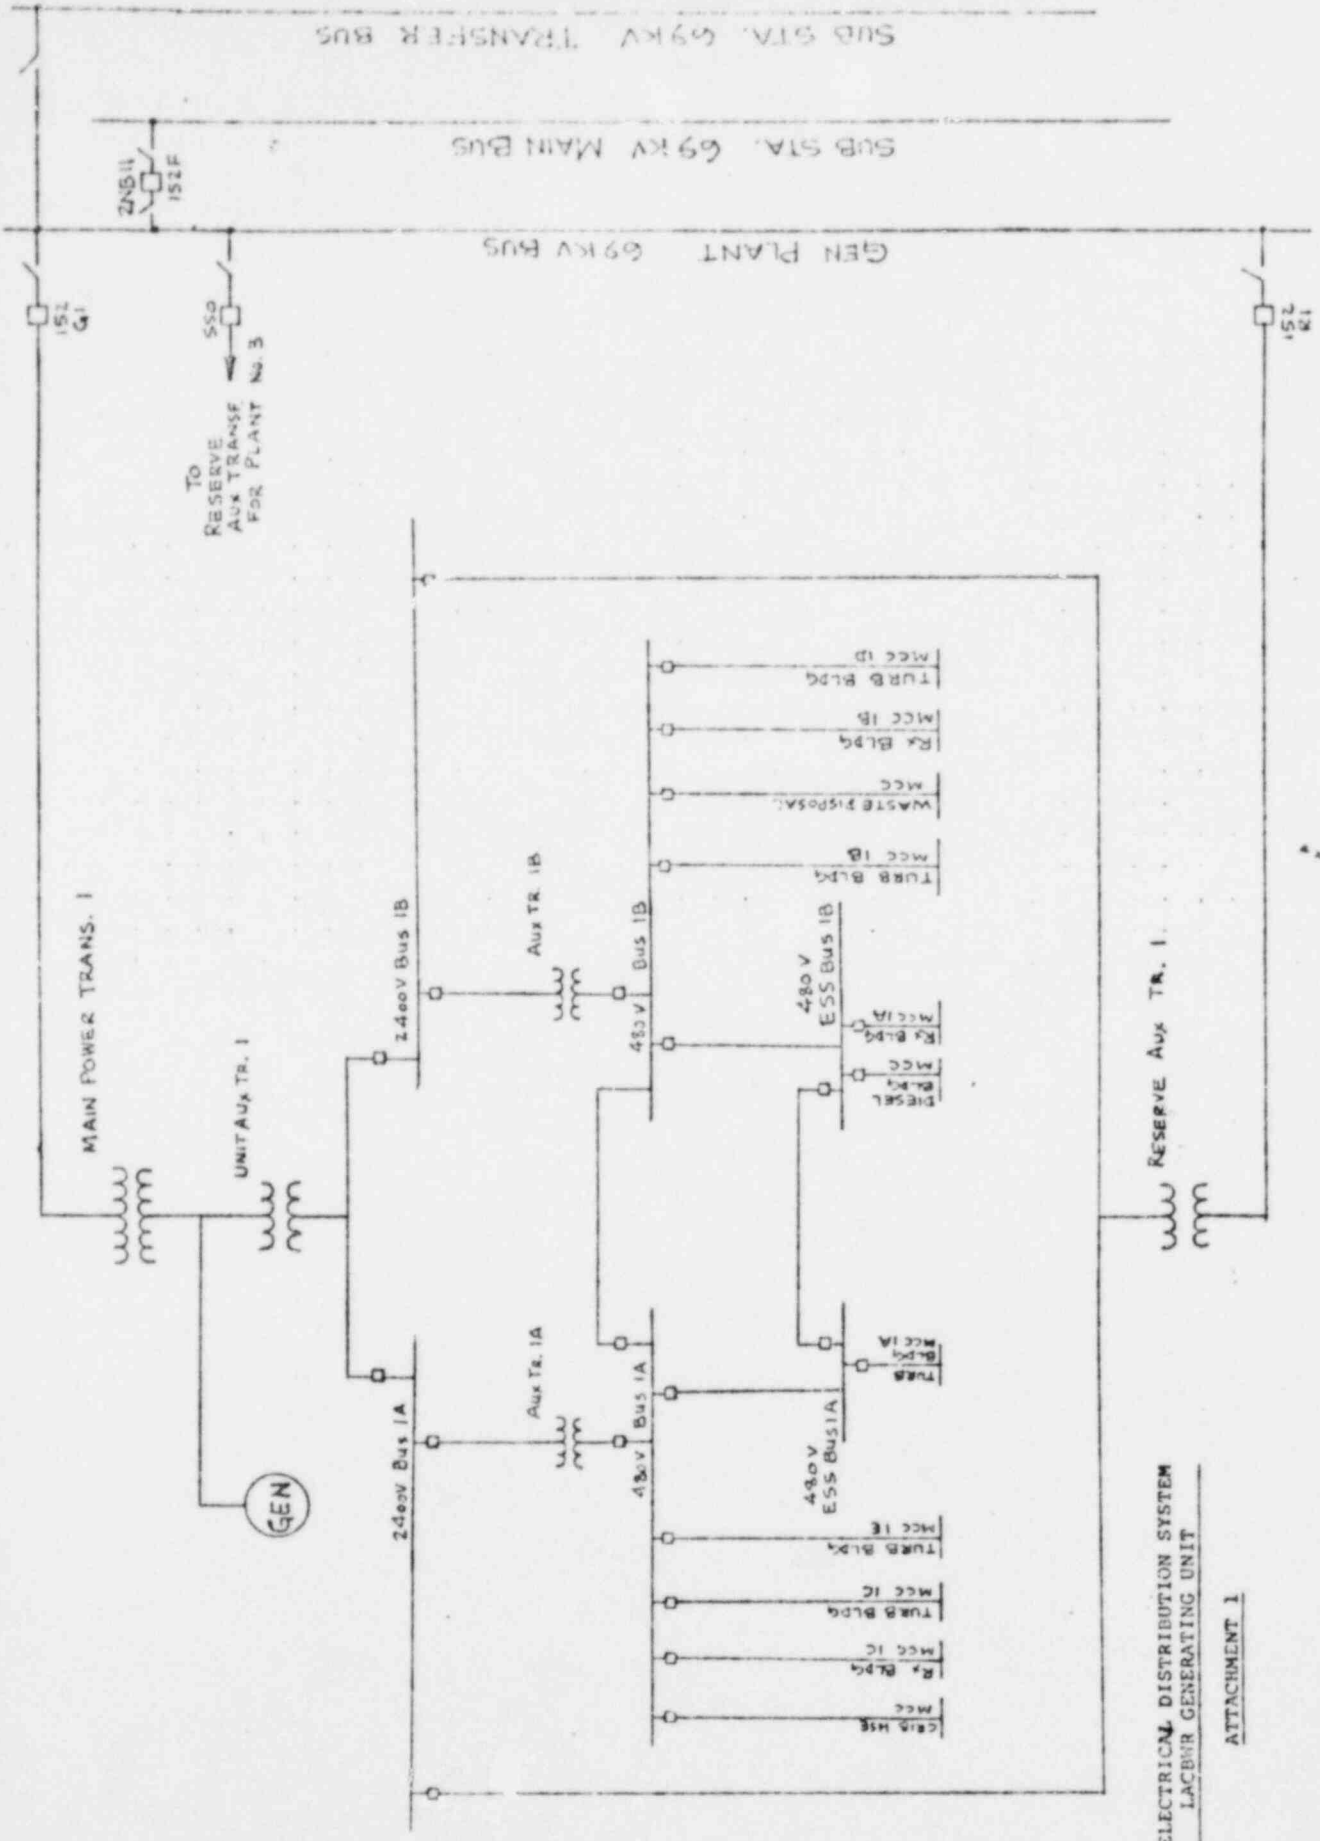 SUB STA. 69KV TRANSFER BUS
SUB STA. 69KV MAIN BUS
2NB11
152F
GEN PLANT 69KV BUS
152
G1
SSO
TO
RESERVE
AUX TRANSF
FOR PLANT No. 3
152
R1
MAIN POWER TRANS. 1
UNIT AUX TR. 1
GEN
2400V Bus 1A
2400V Bus 1B
Aux TR. 1A
Aux TR. 1B
480V Bus 1A
480V Bus 1B
480V
ESS Bus 1A
480V
ESS Bus 1B
CRIB HSE
MCC
Rx BLDG
MCC 1C
TURB BLDG
MCC 1C
TURB BLDG
MCC 1E
TURB
BLDG
MCC 1A
DIESEL
BLDG
MCC
Rx BLDG
MCC 1A
TURB BLDG
MCC 1B
WASTE DISPOSAL
MCC
Rx BLDG
MCC 1B
TURB BLDG
MCC 1D
RESERVE AUX TR. 1
ELECTRICAL DISTRIBUTION SYSTEM
LACBWR GENERATING UNIT
ATTACHMENT 1